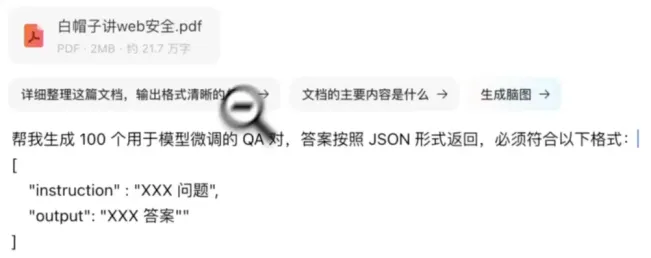 白帽子讲web安全.pdf
PDF · 2MB · 约 21.7 万字
详细整理这篇文档，输出格式清晰的 →
文档的主要内容是什么 →
生成脑图 →
帮我生成 100 个用于模型微调的 QA 对，答案按照 JSON 形式返回，必须符合以下格式：
[
"instruction" : "XXX 问题",
"output": "XXX 答案""
]